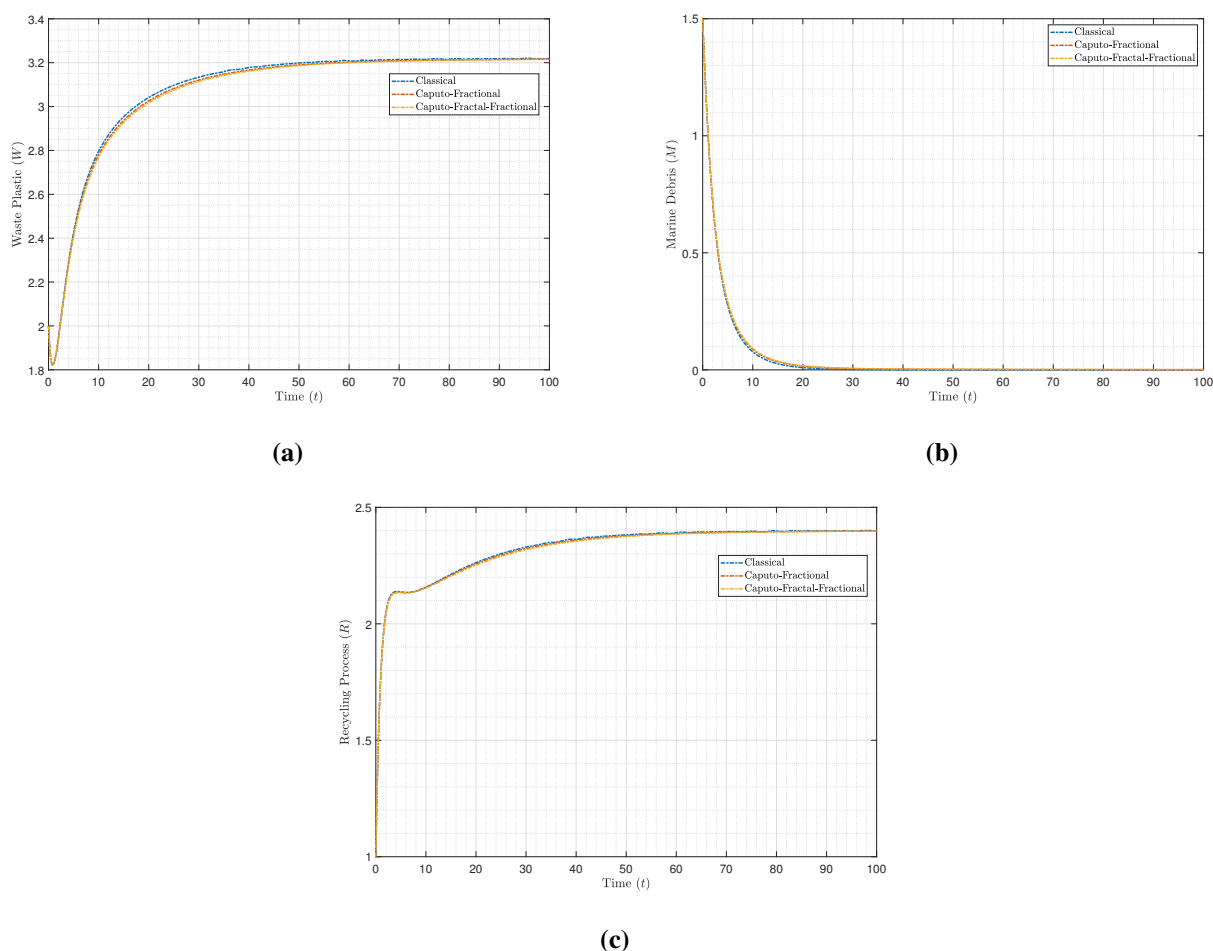 3.4
3.2
3
2.8
2.6
2.4
2.2
2
1.8
Waste Plastic (W)
Classical
Caputo-Fractional
Caputo-Fractal-Fractional
0 10 20 30 40 50 60 70 80 90 100
Time (t)
(a)
1.5
1
0.5
0
Marine Debris (M)
Classical
Caputo-Fractional
Caputo-Fractal-Fractional
0 10 20 30 40 50 60 70 80 90 100
Time (t)
(b)
2.5
2
1.5
1
Recycling Process (R)
Classical
Caputo-Fractional
Caputo-Fractal-Fractional
0 10 20 30 40 50 60 70 80 90 100
Time (t)
(c)